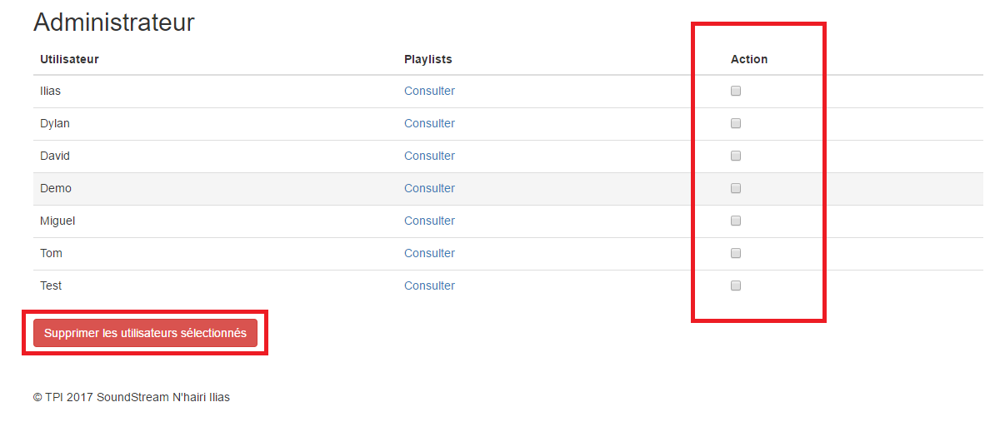 Administrateur
Utilisateur Playlists Action
Ilias Consulter
Dylan Consulter
David Consulter
Demo Consulter
Miguel Consulter
Tom Consulter
Test Consulter
Supprimer les utilisateurs sélectionnés
© TPI 2017 SoundStream N'hairi Ilias